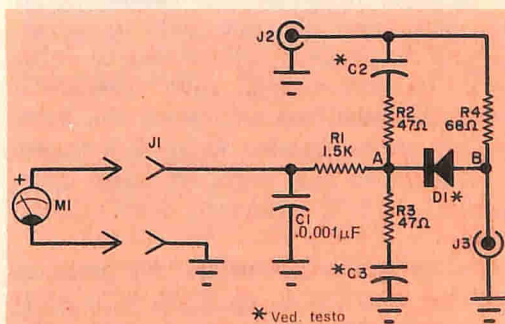 J2
*C2
R2
47Ω
R4
68Ω
J1
R1
1.5K
A
B
+
M1
D1*
C1
.0,001µF
R3
47Ω
J3
*C3
* Ved. testo